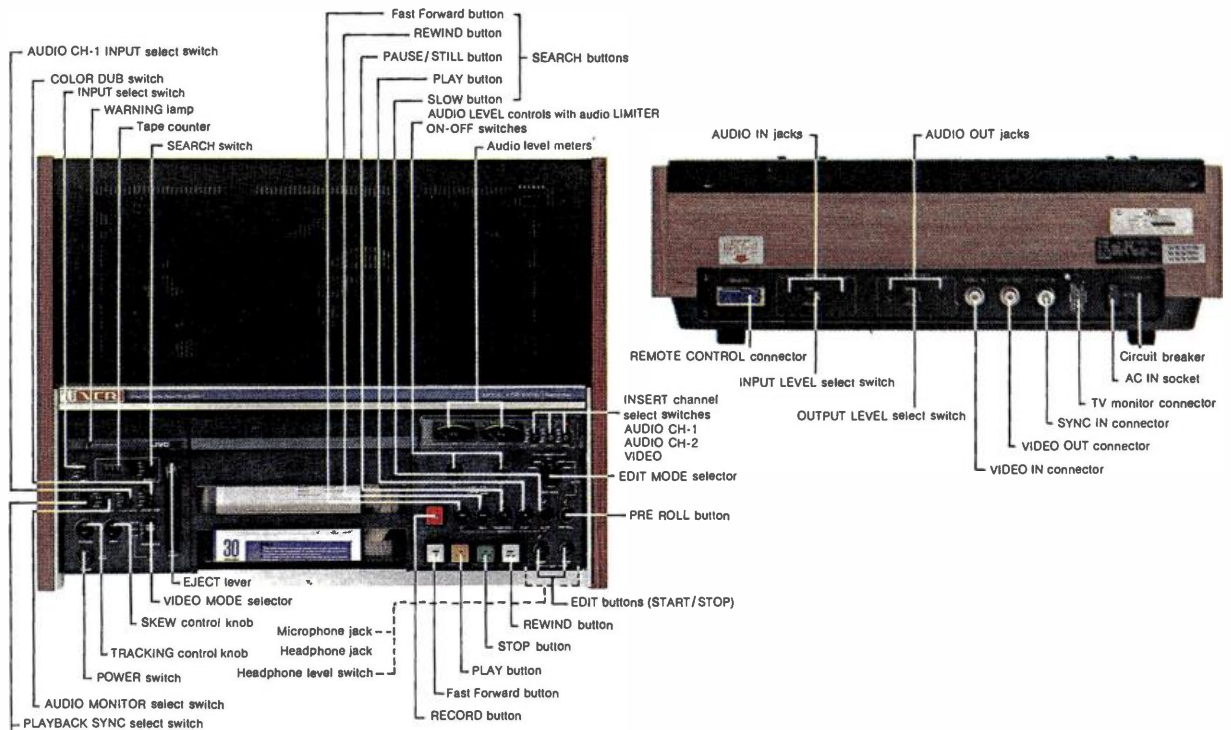 Fast Forward button
REWIND button
AUDIO CH-1 INPUT select switch
PAUSE/STILL button
SEARCH buttons
COLOR DUB switch
PLAY button
INPUT select switch
SLOW button
WARNING lamp
AUDIO LEVEL controls with audio LIMITER
ON-OFF switches
Tape counter
SEARCH switch
Audio level meters
AUDIO IN jacks
AUDIO OUT jacks
JVC
REMOTE CONTROL connector
INPUT LEVEL select switch
OUTPUT LEVEL select switch
Circuit breaker
AC IN socket
TV monitor connector
SYNC IN connector
VIDEO OUT connector
VIDEO IN connector
INSERT channel
select switches
AUDIO CH-1
AUDIO CH-2
VIDEO
EDIT MODE selector
PRE ROLL button
30
EJECT lever
VIDEO MODE selector
SKEW control knob
TRACKING control knob
POWER switch
AUDIO MONITOR select switch
PLAYBACK SYNC select switch
EDIT buttons (START/STOP)
REWIND button
Microphone jack
STOP button
Headphone jack
PLAY button
Headphone level switch
Fast Forward button
RECORD button